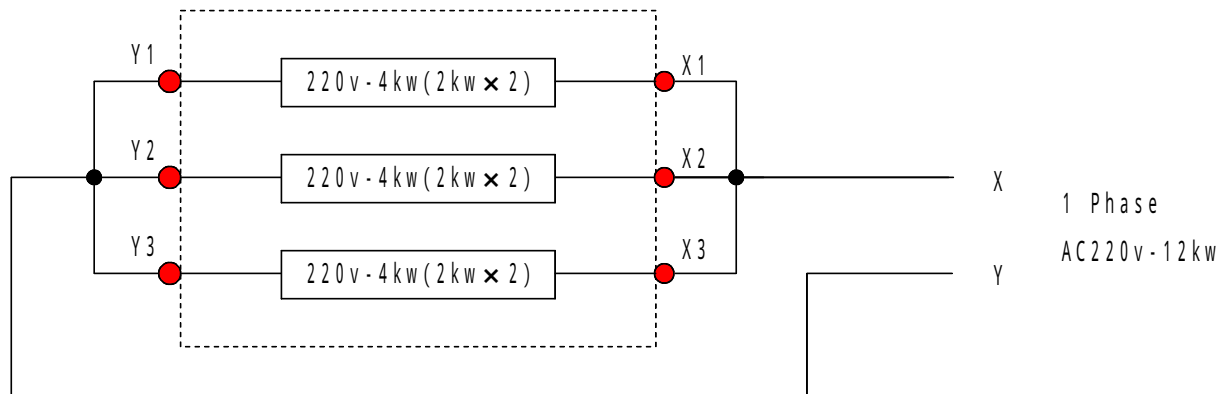 Y1
220v-4kw(2kw×2)
X1
Y2
220v-4kw(2kw×2)
X2
X
1 Phase
Y3
220v-4kw(2kw×2)
X3
Y
AC220v-12kw